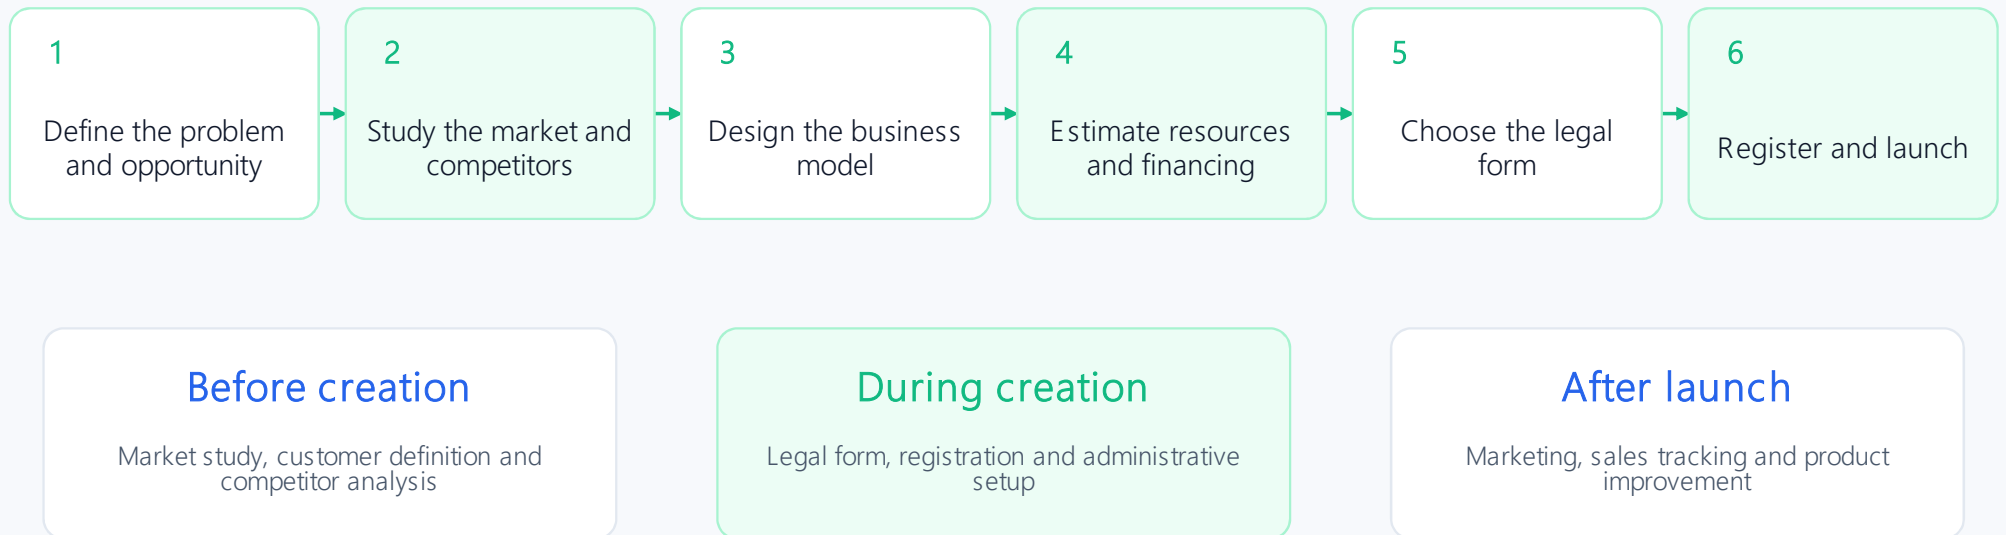 1
Define the problem
and opportunity
2
Study the market and
competitors
3
Design the business
model
4
Estimate resources
and financing
5
Choose the legal
form
6
Register and launch
Before creation
Market study, customer definition and
competitor analysis
During creation
Legal form, registration and administrative
setup
After launch
Marketing, sales tracking and product
improvement